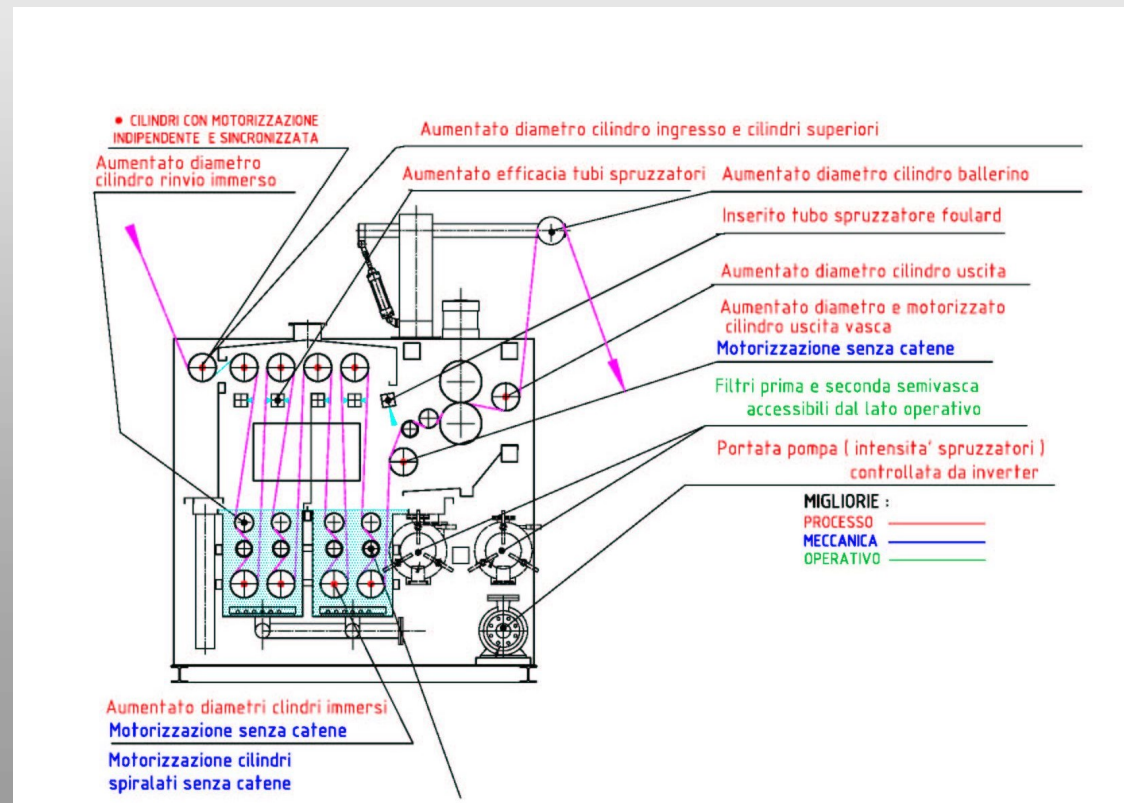 • CILINDRI CON MOTORIZZAZIONE
INDIPENDENTE E SINCRONIZZATA
Aumentato diametro
cilindro rinvio immerso
Aumentato diametro cilindro ingresso e cilindri superiori
Aumentato efficacia tubi spruzzatori
Aumentato diametro cilindro ballerino
Inserito tubo spruzzatore foulard
Aumentato diametro cilindro uscita
Aumentato diametro e motorizzato
cilindro uscita vasca
Motorizzazione senza catene
Filtri prima e seconda semivasca
accessibili dal lato operativo
Portata pompa ( intensita' spruzzatori )
controllata da inverter
MIGLIORIE :
PROCESSO
MECCANICA
OPERATIVO
Aumentato diametri clindri immersi
Motorizzazione senza catene
Motorizzazione cilindri
spiralati senza catene